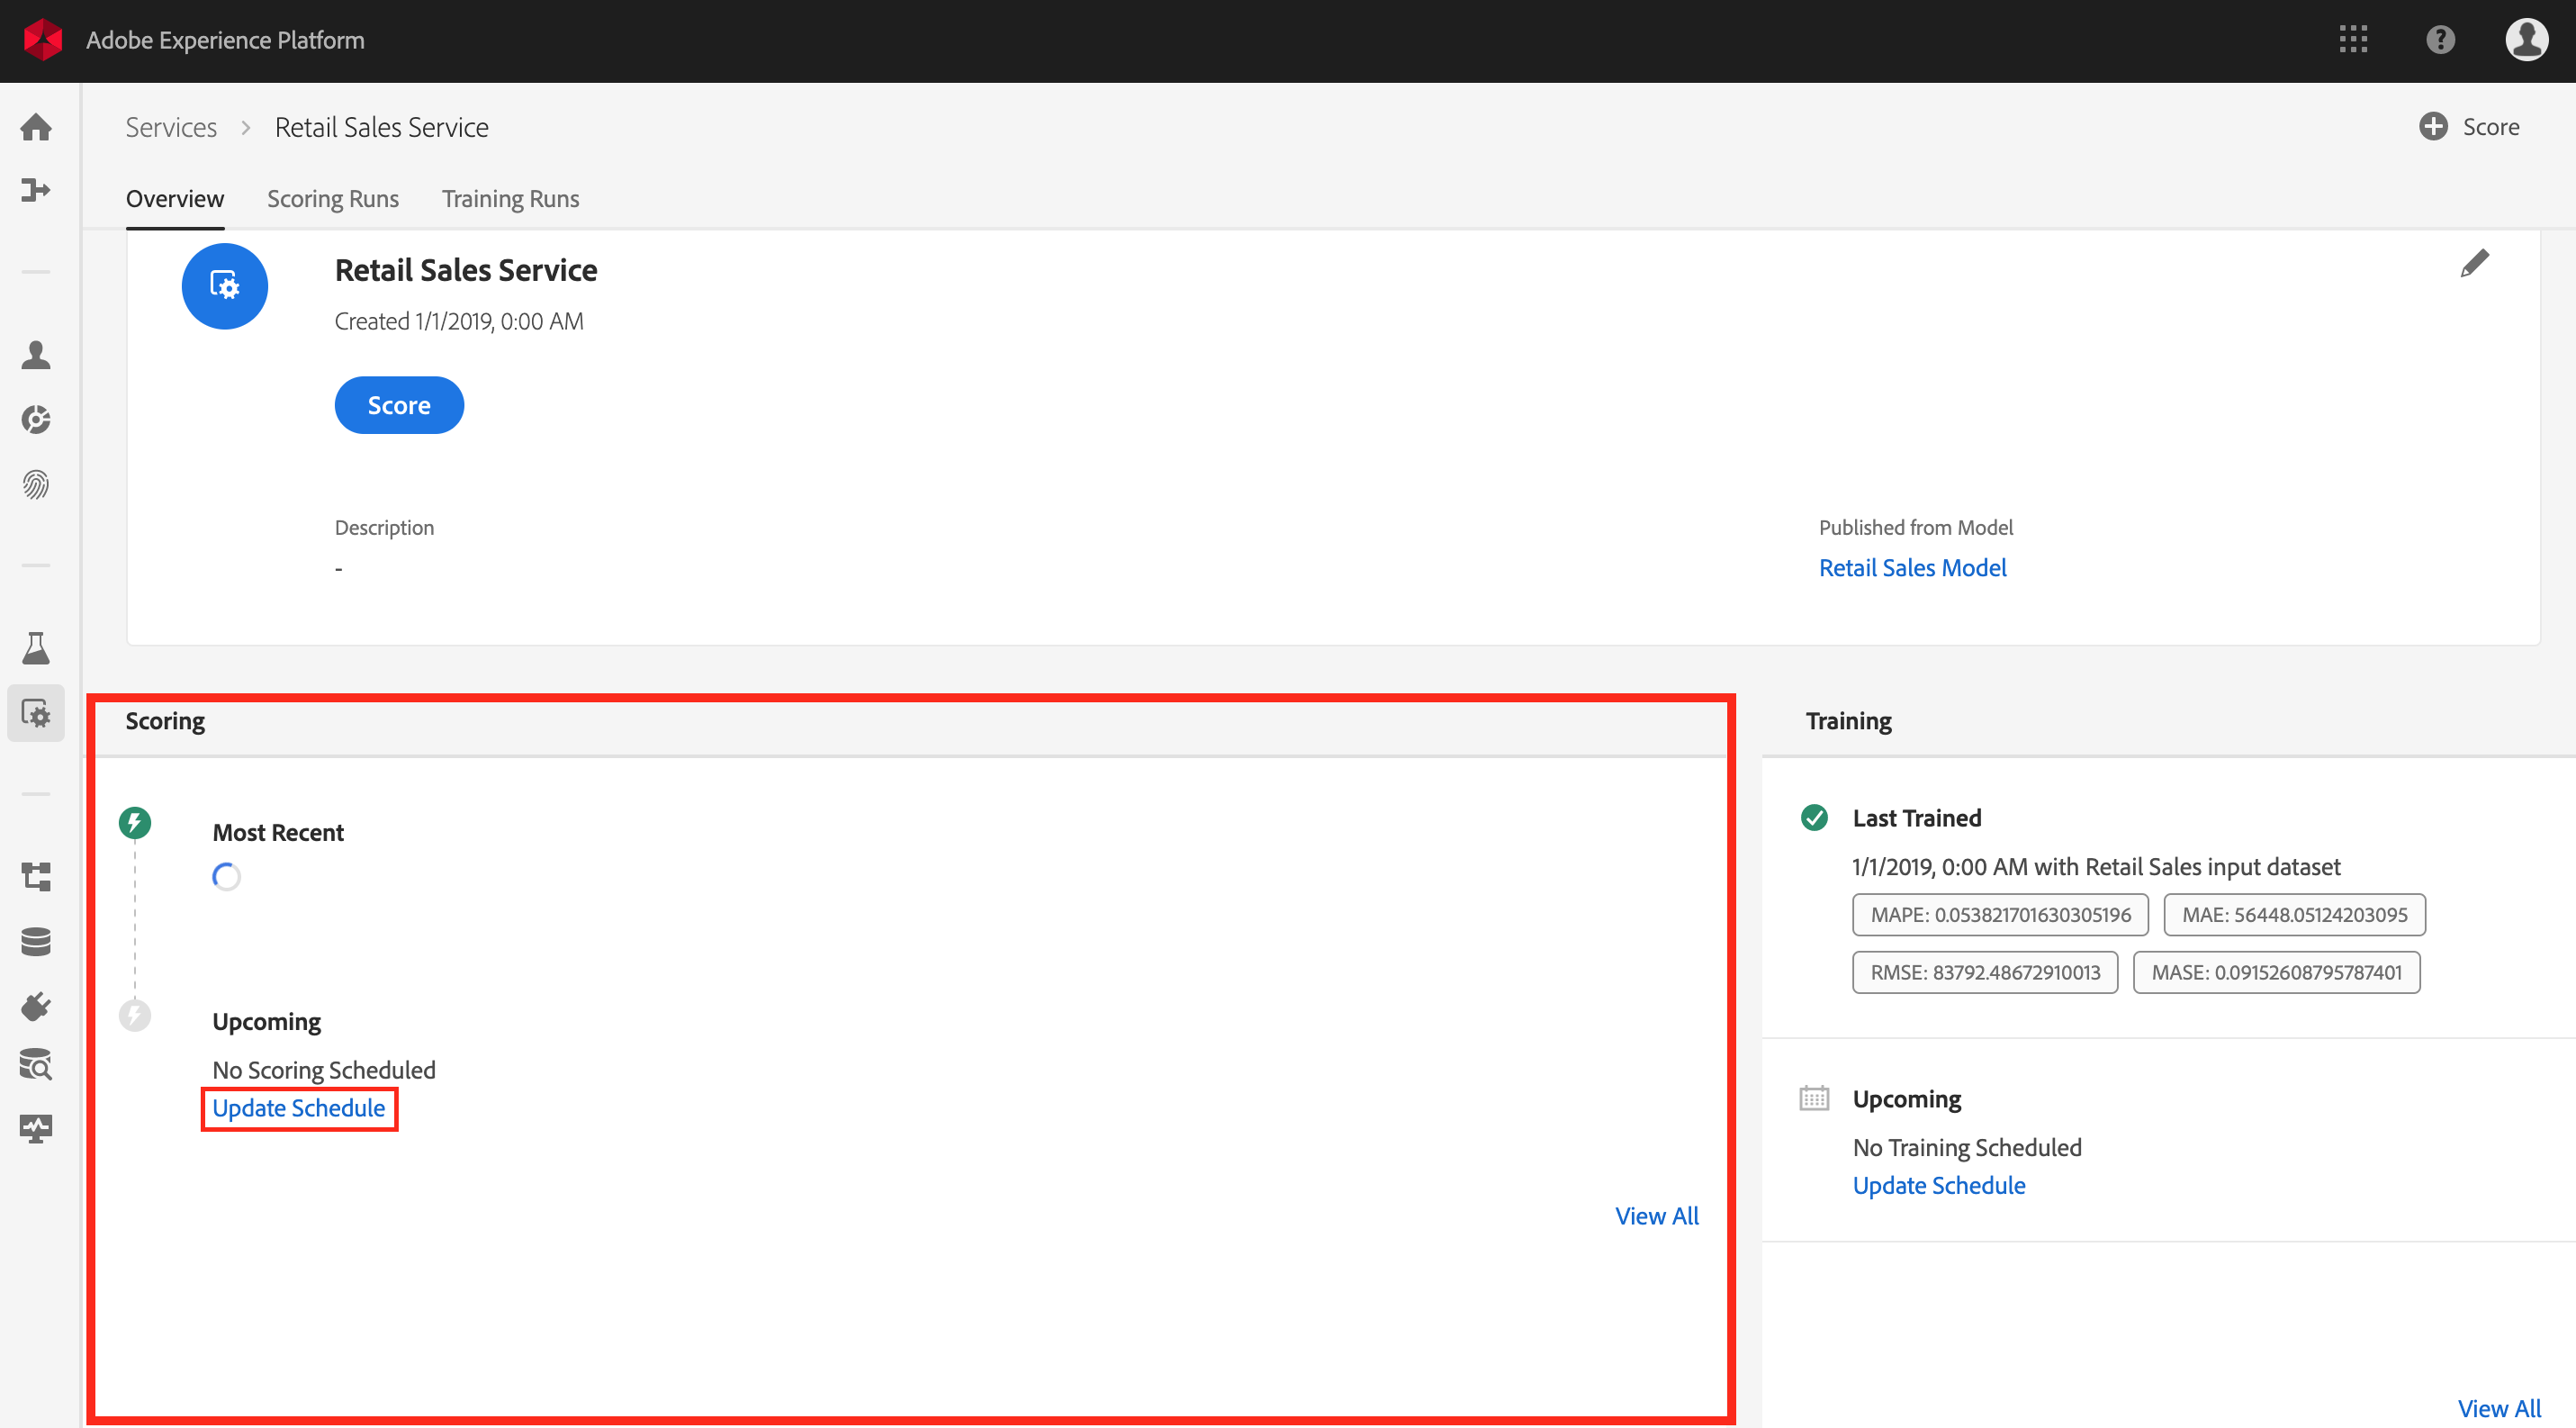 Adobe Experience Platform
Services > Retail Sales Service
Score
Overview Scoring Runs Training Runs
Retail Sales Service
Created 1/1/2019, 0:00 AM
Score
Description
-
Published from Model
Retail Sales Model
Scoring
Most Recent
Upcoming
No Scoring Scheduled
Update Schedule
View All
Training
Last Trained
1/1/2019, 0:00 AM with Retail Sales input dataset
MAPE: 0.053821701630305196 MAE: 56448.05124203095
RMSE: 83792.48672910013 MASE: 0.09152608795787401
Upcoming
No Training Scheduled
Update Schedule
View All